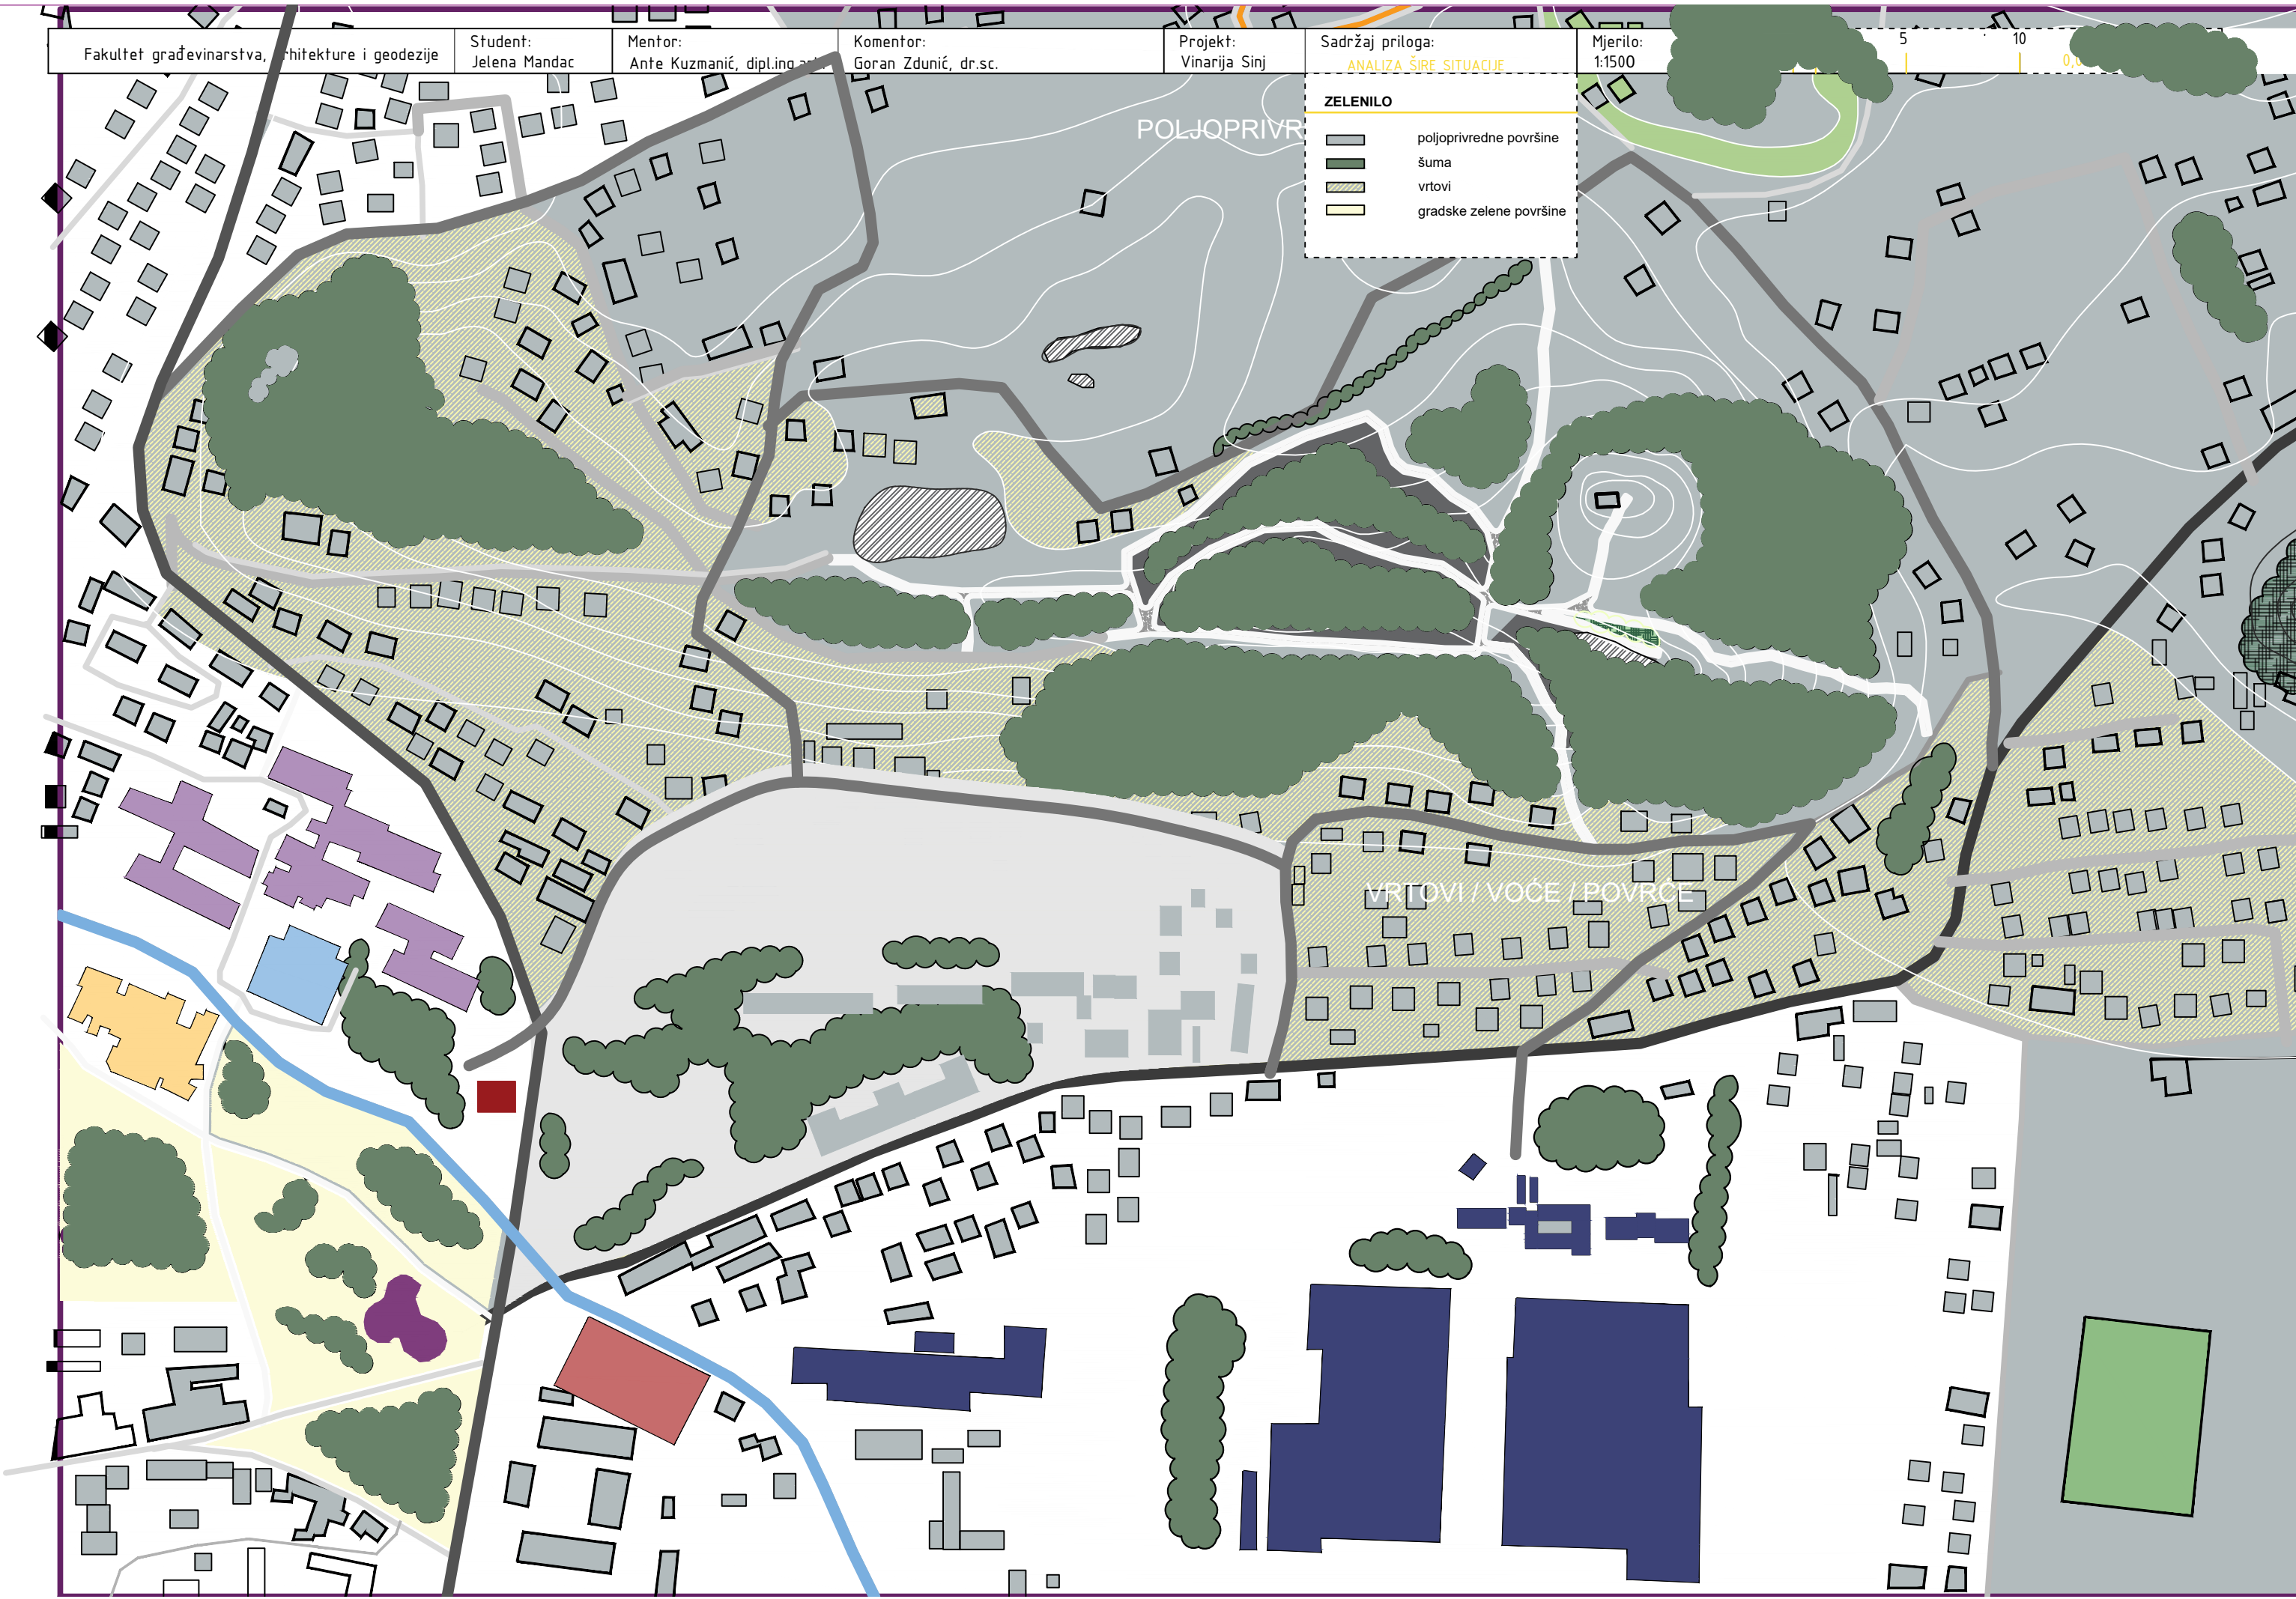 Fakultet građevinarstva, rhitekture i geodezije
Student:
Jelena Mandac
Mentor:
Ante Kuzmanić, dipl.ing.
Komentor:
Goran Zdunić, dr.sc.
Projekt:
Vinarija Sinj
Sadržaj priloga:
ANALIZA ŠIRE SITUACIJE
Mjerilo:
1:1500
5
10
0,
ZELENILO
poljoprivredne površine
šuma
vrtovi
gradske zelene površine
POLJOPRIVR
VRTOVI / VOĆE / POVRĆE